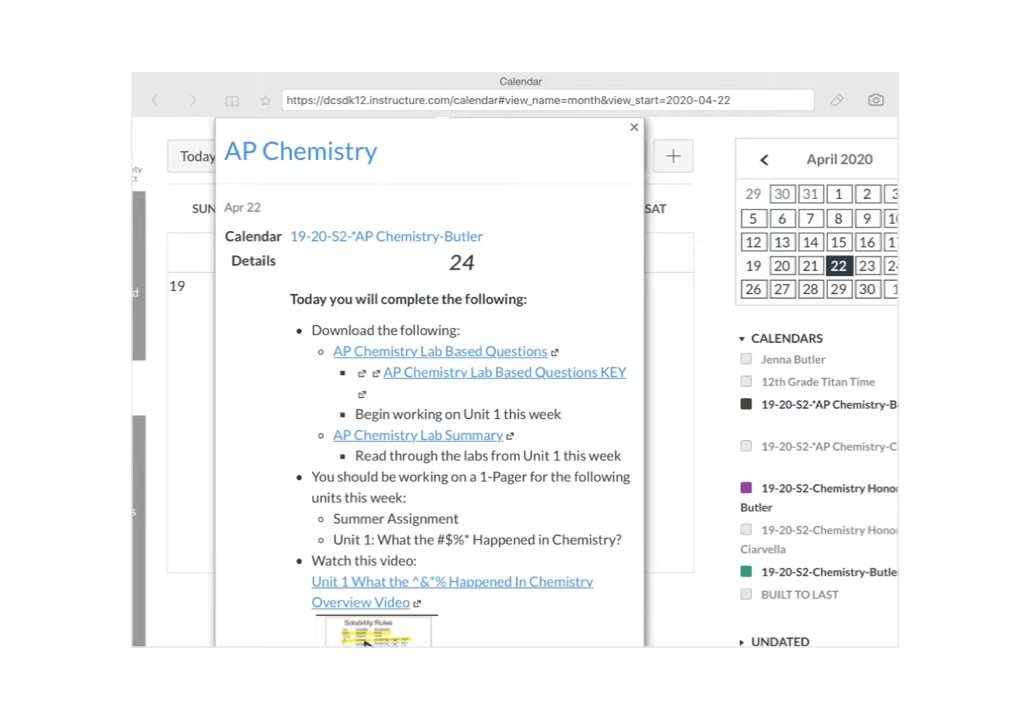 Calendar
https://dcsdk12.instructure.com/calendar#view_name=month&view_start=2020-04-22
Today
SUN
SAT
19
AP Chemistry
Apr 22
Calendar 19-20-S2-*AP Chemistry-Butler
Details
24
Today you will complete the following:
Download the following:
AP Chemistry Lab Based Questions
AP Chemistry Lab Based Questions KEY
Begin working on Unit 1 this week
AP Chemistry Lab Summary
Read through the labs from Unit 1 this week
You should be working on a 1-Pager for the following
units this week:
Summer Assignment
Unit 1: What the #$%* Happened in Chemistry?
Watch this video:
Unit 1 What the ^&*% Happened In Chemistry
Overview Video
Solubility Rules
April 2020
29 30 31 1 2 3
5 6 7 8 9 10
12 13 14 15 16 17
19 20 21 22 23 24
26 27 28 29 30 1
CALENDARS
Jenna Butler
12th Grade Titan Time
19-20-S2-*AP Chemistry-B
19-20-S2-*AP Chemistry-C
19-20-S2-Chemistry Honor
Butler
19-20-S2-Chemistry Honor
Ciarvella
19-20-S2-Chemistry-Butle
BUILT TO LAST
UNDATED